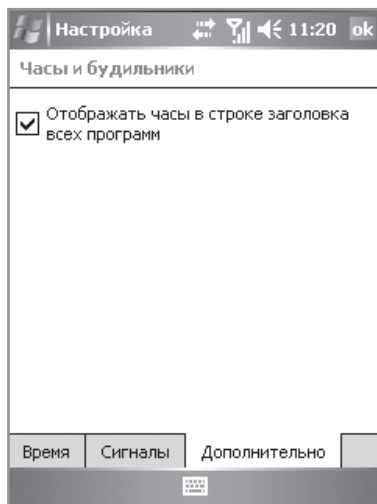 Настройка 11:20 ok
Часы и будильники
Отображать часы в строке заголовка
всех программ
Время Сигналы Дополнительно